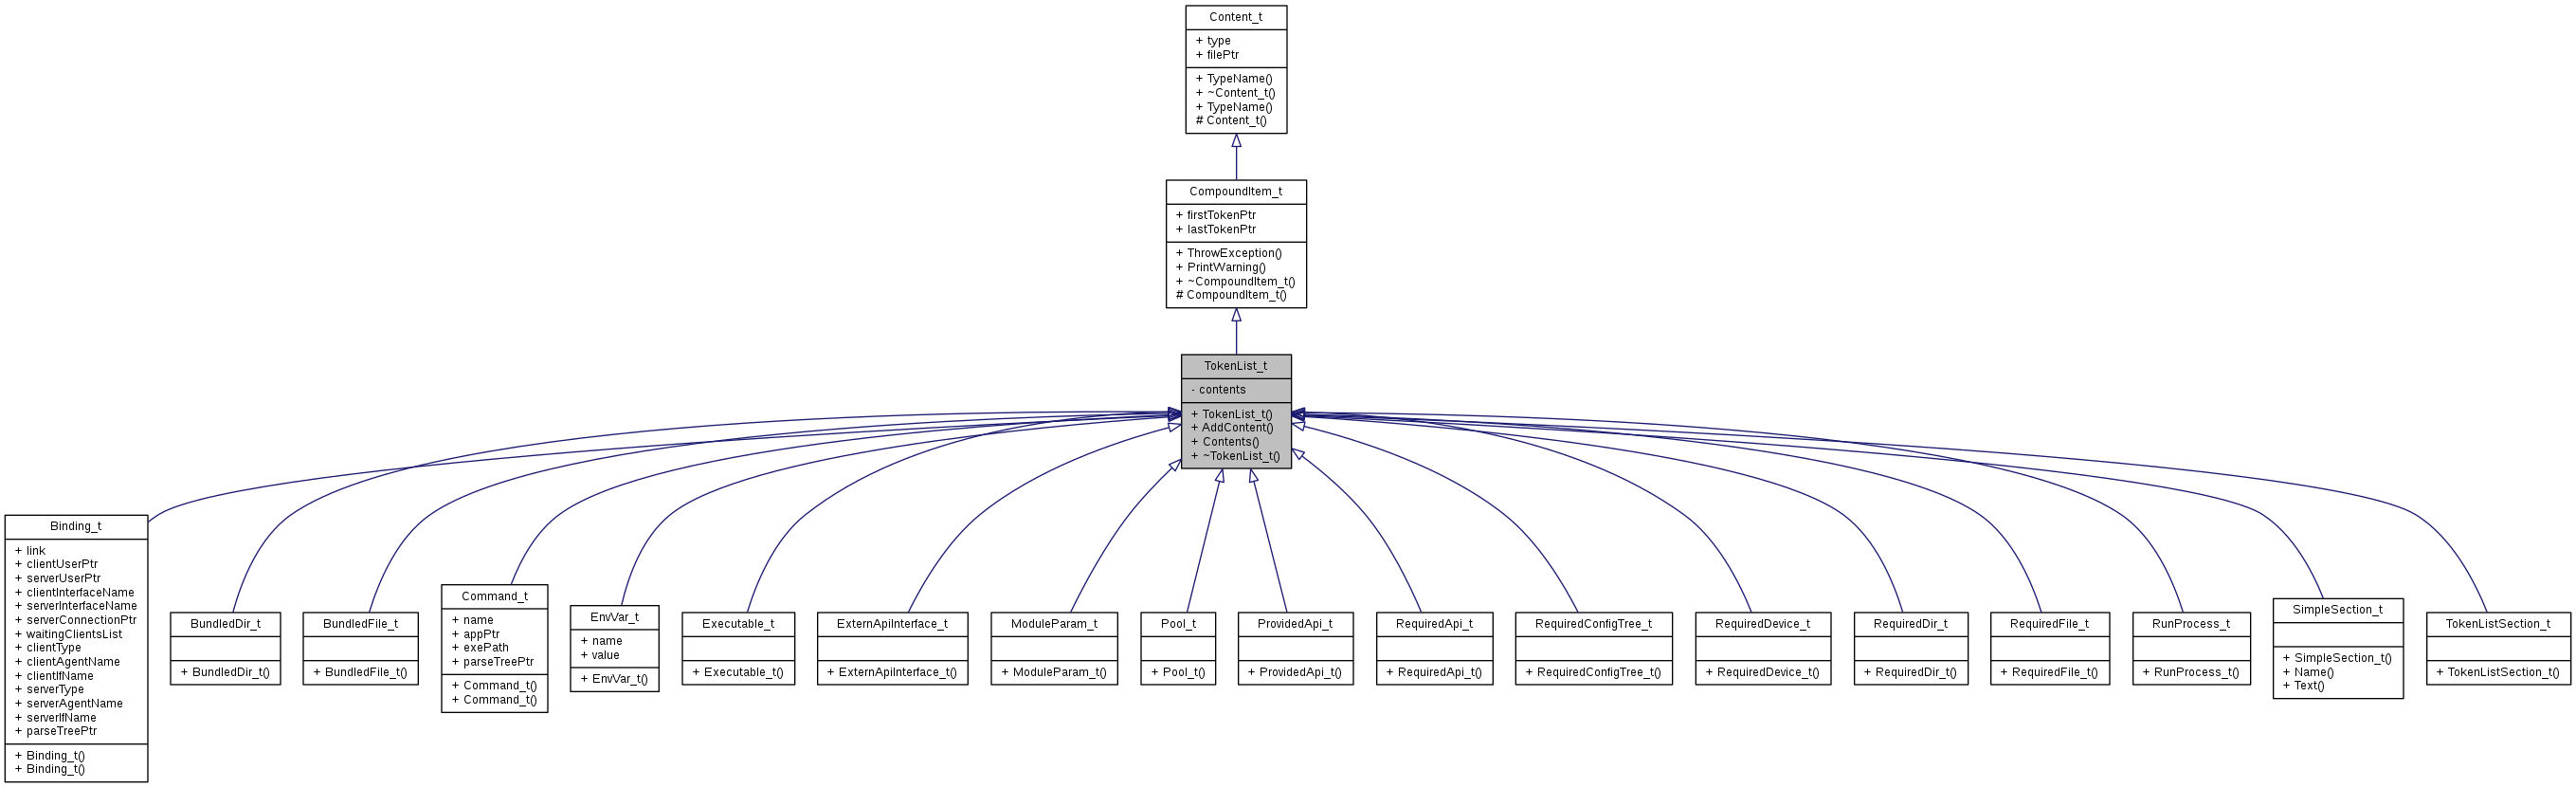 Content_t
+ type
+ filePtr
+ TypeName()
+ ~Content_t()
+ TypeName()
# Content_t()
CompoundItem_t
+ firstTokenPtr
+ lastTokenPtr
+ ThrowException()
+ PrintWarning()
+ ~CompoundItem_t()
# CompoundItem_t()
TokenList_t
- contents
+ TokenList_t()
+ AddContent()
+ Contents()
+ ~TokenList_t()
Binding_t
+ link
+ clientUserPtr
+ serverUserPtr
+ clientInterfaceName
+ serverInterfaceName
+ serverConnectionPtr
+ waitingClientsList
+ clientType
+ clientAgentName
+ clientIfName
+ serverType
+ serverAgentName
+ serverIfName
+ parseTreePtr
+ Binding_t()
+ Binding_t()
BundledDir_t
+ BundledDir_t()
BundledFile_t
+ BundledFile_t()
Command_t
+ name
+ appPtr
+ exePath
+ parseTreePtr
+ Command_t()
+ Command_t()
EnvVar_t
+ name
+ value
+ EnvVar_t()
Executable_t
+ Executable_t()
ExternApiInterface_t
+ ExternApiInterface_t()
ModuleParam_t
+ ModuleParam_t()
Pool_t
+ Pool_t()
ProvidedApi_t
+ ProvidedApi_t()
RequiredApi_t
+ RequiredApi_t()
RequiredConfigTree_t
+ RequiredConfigTree_t()
RequiredDevice_t
+ RequiredDevice_t()
RequiredDir_t
+ RequiredDir_t()
RequiredFile_t
+ RequiredFile_t()
RunProcess_t
+ RunProcess_t()
SimpleSection_t
+ SimpleSection_t()
+ Name()
+ Text()
TokenListSection_t
+ TokenListSection_t()